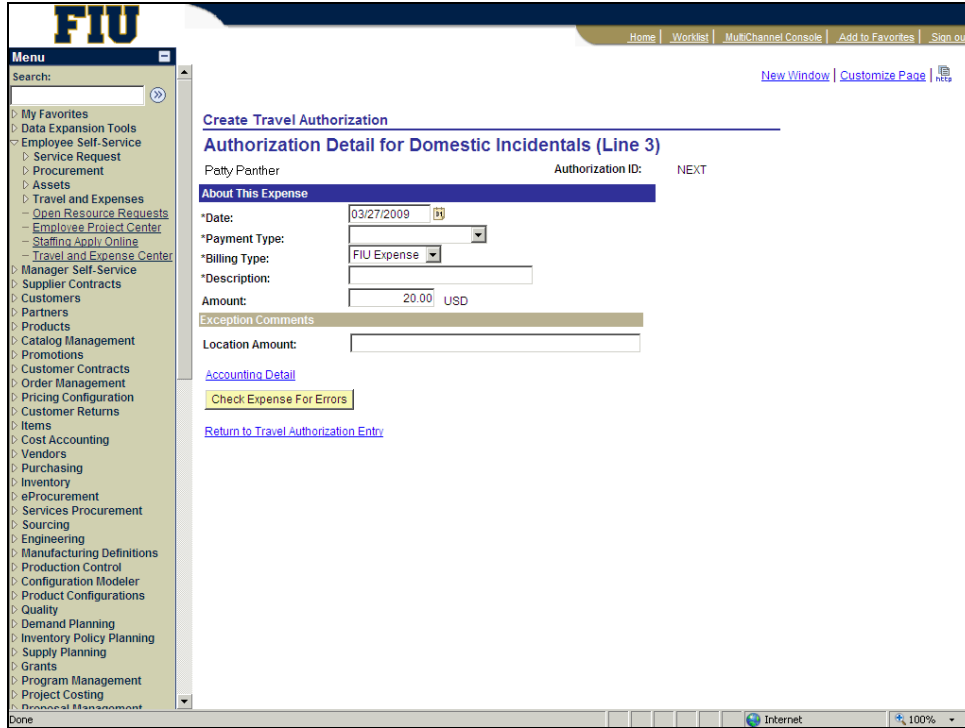 FIU
Home | Worklist | MultiChannel Console | Add to Favorites | Sign ou
Menu
Search:
New Window | Customize Page | http
My Favorites
Data Expansion Tools
Employee Self-Service
Service Request
Procurement
Assets
Travel and Expenses
Open Resource Requests
Employee Project Center
Staffing Apply Online
Travel and Expense Center
Manager Self-Service
Supplier Contracts
Customers
Partners
Products
Catalog Management
Promotions
Customer Contracts
Order Management
Pricing Configuration
Customer Returns
Items
Cost Accounting
Vendors
Purchasing
Inventory
eProcurement
Services Procurement
Sourcing
Engineering
Manufacturing Definitions
Production Control
Configuration Modeler
Product Configurations
Quality
Demand Planning
Inventory Policy Planning
Supply Planning
Grants
Program Management
Project Costing
Proposal Management
Create Travel Authorization
Authorization Detail for Domestic Incidentals (Line 3)
Patty Panther Authorization ID: NEXT
About This Expense
*Date: 03/27/2009
*Payment Type:
*Billing Type: FIU Expense
*Description:
Amount: 20.00 USD
Exception Comments
Location Amount:
Accounting Detail
Check Expense For Errors
Return to Travel Authorization Entry
Done Internet 100%